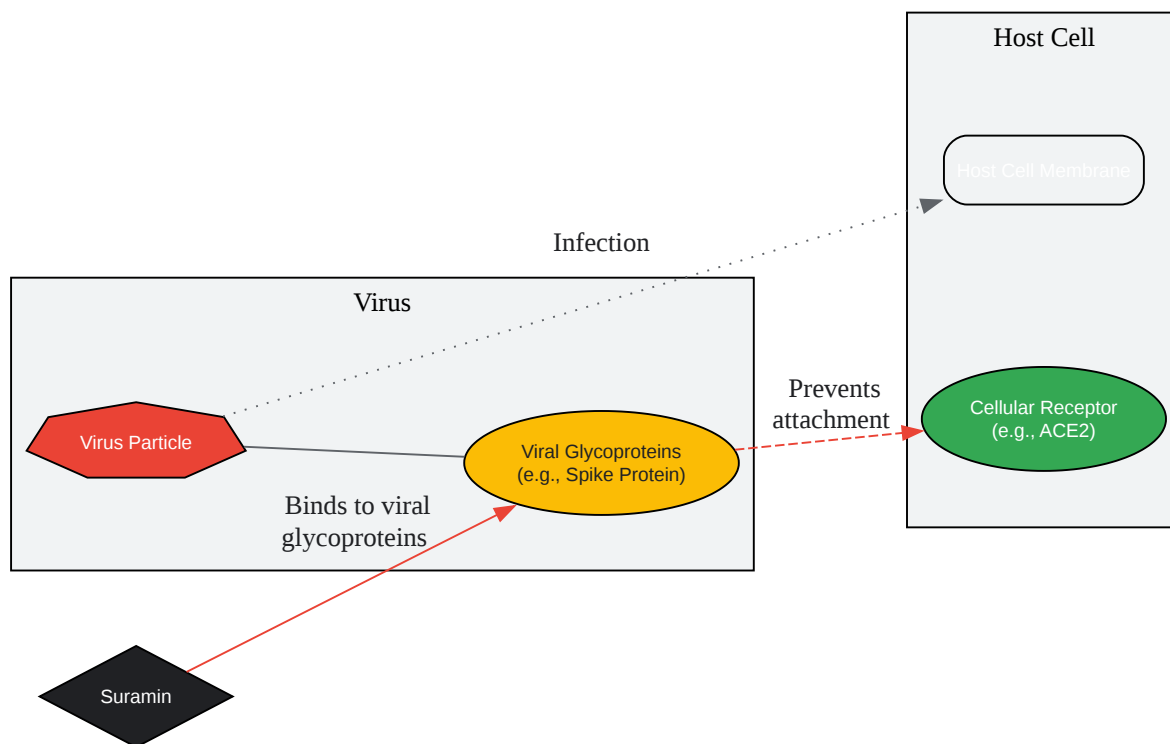 Host Cell
Host Cell Membrane
Infection
Virus
Prevents
attachment
Cellular Receptor
(e.g., ACE2)
Virus Particle
Viral Glycoproteins
(e.g., Spike Protein)
Binds to viral
glycoproteins
Suramin